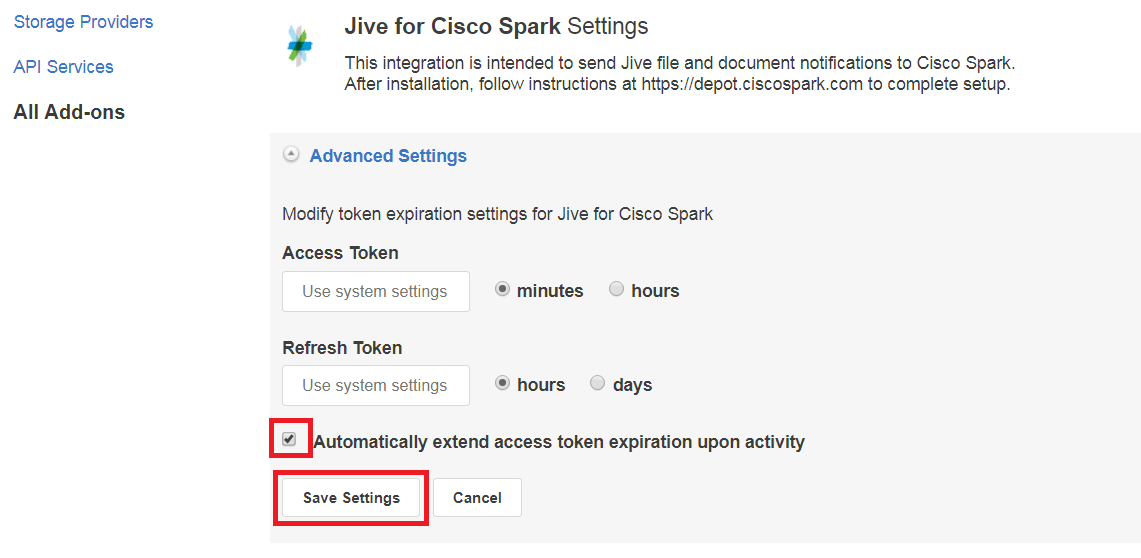 Storage Providers
API Services
All Add-ons
Jive for Cisco Spark Settings
This integration is intended to send Jive file and document notifications to Cisco Spark.
After installation, follow instructions at https://depot.ciscospark.com to complete setup.
Advanced Settings
Modify token expiration settings for Jive for Cisco Spark
Access Token
Use system settings minutes hours
Refresh Token
Use system settings hours days
Automatically extend access token expiration upon activity
Save Settings Cancel